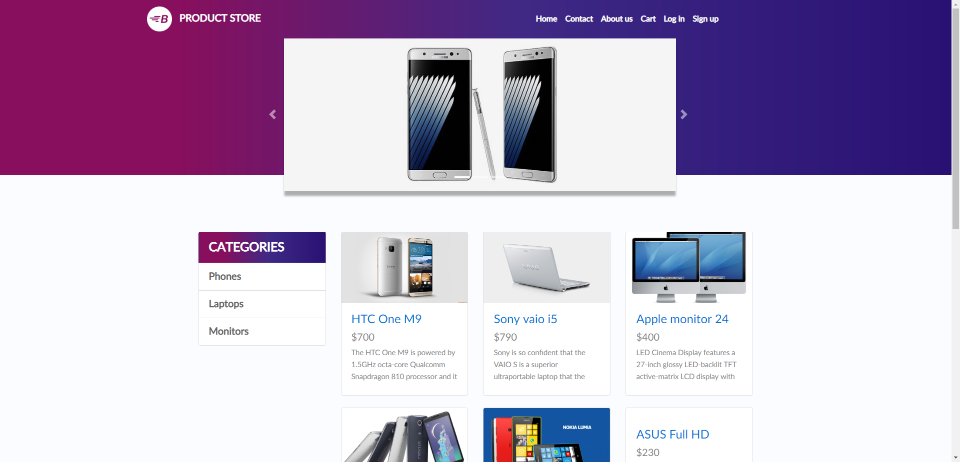 B PRODUCT STORE
Home Contact About us Cart Log in Sign up
CATEGORIES
Phones
Laptops
Monitors
HTC One M9
$700
The HTC One M9 is powered by
1.5GHz octa-core Qualcomm
Snapdragon 810 processor and it
Sony vaio i5
$790
Sony is so confident that the
VAIO S is a superior
ultraportable laptop that the
Apple monitor 24
$400
LED Cinema Display features a
27-inch glossy LED-backlit TFT
active-matrix LCD display with
NOKIA LUMIA
ASUS Full HD
$230